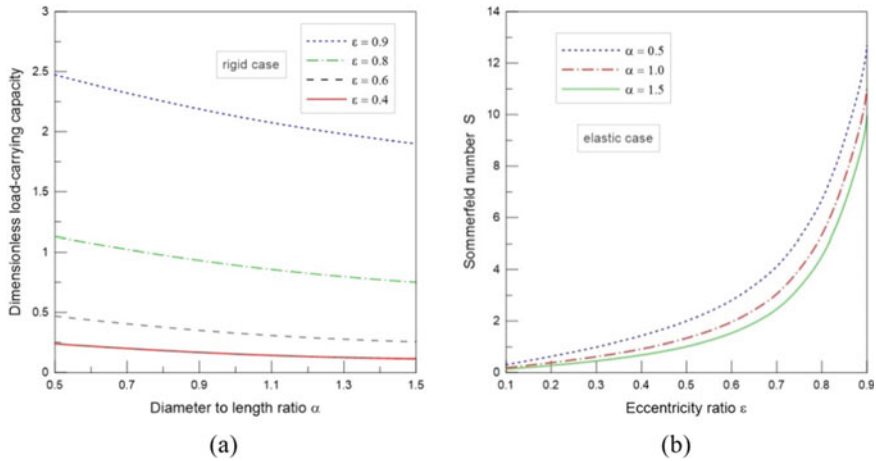 3
2.5
2
1.5
1
0.5
0
0.5
0.7
0.9
1.1
1.3
1.5
Dimensionless load-carrying capacity
Diameter to length ratio α
rigid case
ε = 0.9
ε = 0.8
ε = 0.6
ε = 0.4
(a)
14
12
10
8
6
4
2
0
0.1
0.2
0.3
0.4
0.5
0.6
0.7
0.8
0.9
Sommerfeld number S
Eccentricity ratio ε
α = 0.5
α = 1.0
α = 1.5
elastic case
(b)